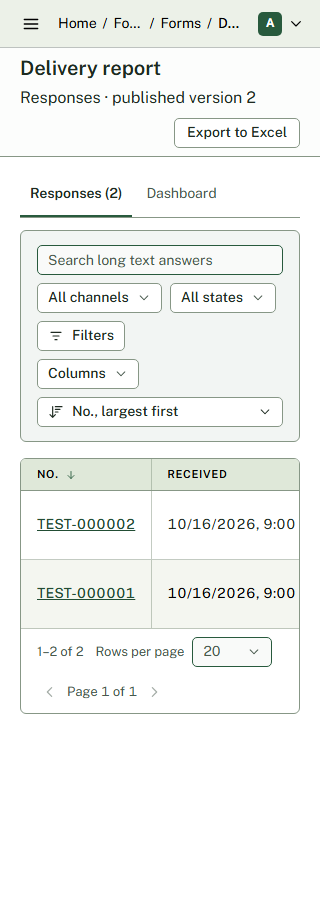 Home / Fo... / Forms / D... A
Delivery report
Responses · published version 2
Export to Excel
Responses (2) Dashboard
Search long text answers
All channels All states
Filters
Columns
No., largest first
NO. RECEIVED
TEST-000002 10/16/2026, 9:00
TEST-000001 10/16/2026, 9:00
1–2 of 2 Rows per page 20
Page 1 of 1